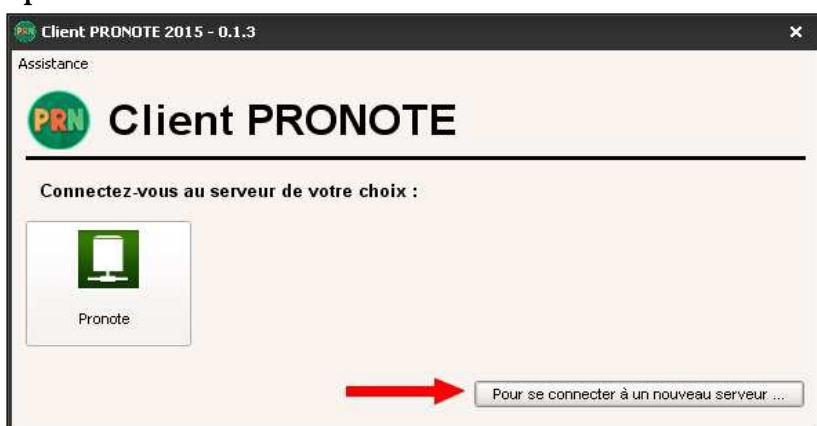 PRN Client PRONOTE 2015 - 0.1.3
Assistance
PRN Client PRONOTE
Connectez-vous au serveur de votre choix :
Pronote
Pour se connecter à un nouveau serveur ...